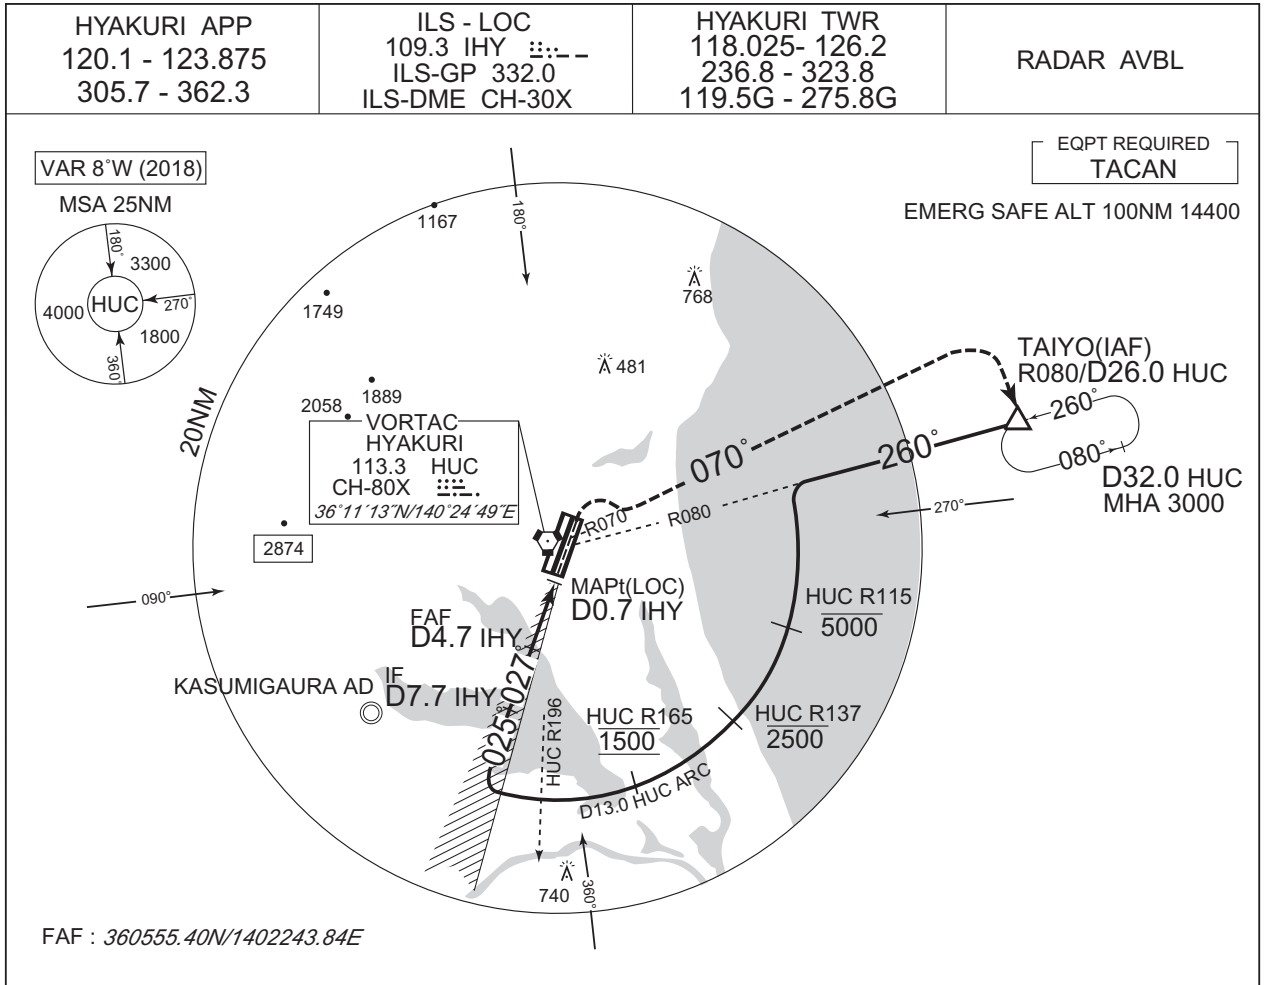 HYAKURI APP
120.1 - 123.875
305.7 - 362.3
ILS - LOC
109.3 IHY
ILS-GP 332.0
ILS-DME CH-30X
HYAKURI TWR
118.025- 126.2
236.8 - 323.8
119.5G - 275.8G
RADAR AVBL
VAR 8°W (2018)
MSA 25NM
180°
3300
4000
HUC
270°
1800
360°
EQPT REQUIRED
TACAN
EMERG SAFE ALT 100NM 14400
180°
1167
768
1749
481
1889
2058
20NM
VORTAC
HYAKURI
113.3 HUC
CH-80X
36°11´13˝N/140°24´49˝E
2874
TAIYO(IAF)
R080/D26.0 HUC
260°
080°
D32.0 HUC
MHA 3000
070°
260°
R070
R080
270°
090°
MAPt(LOC)
D0.7 IHY
FAF
D4.7 IHY
HUC R115
5000
KASUMIGAURA AD
IF
D7.7 IHY
025°-027°
HUC R196
HUC R165
1500
HUC R137
2500
D13.0 HUC ARC
740
360°
FAF : 360555.40N/1402243.84E